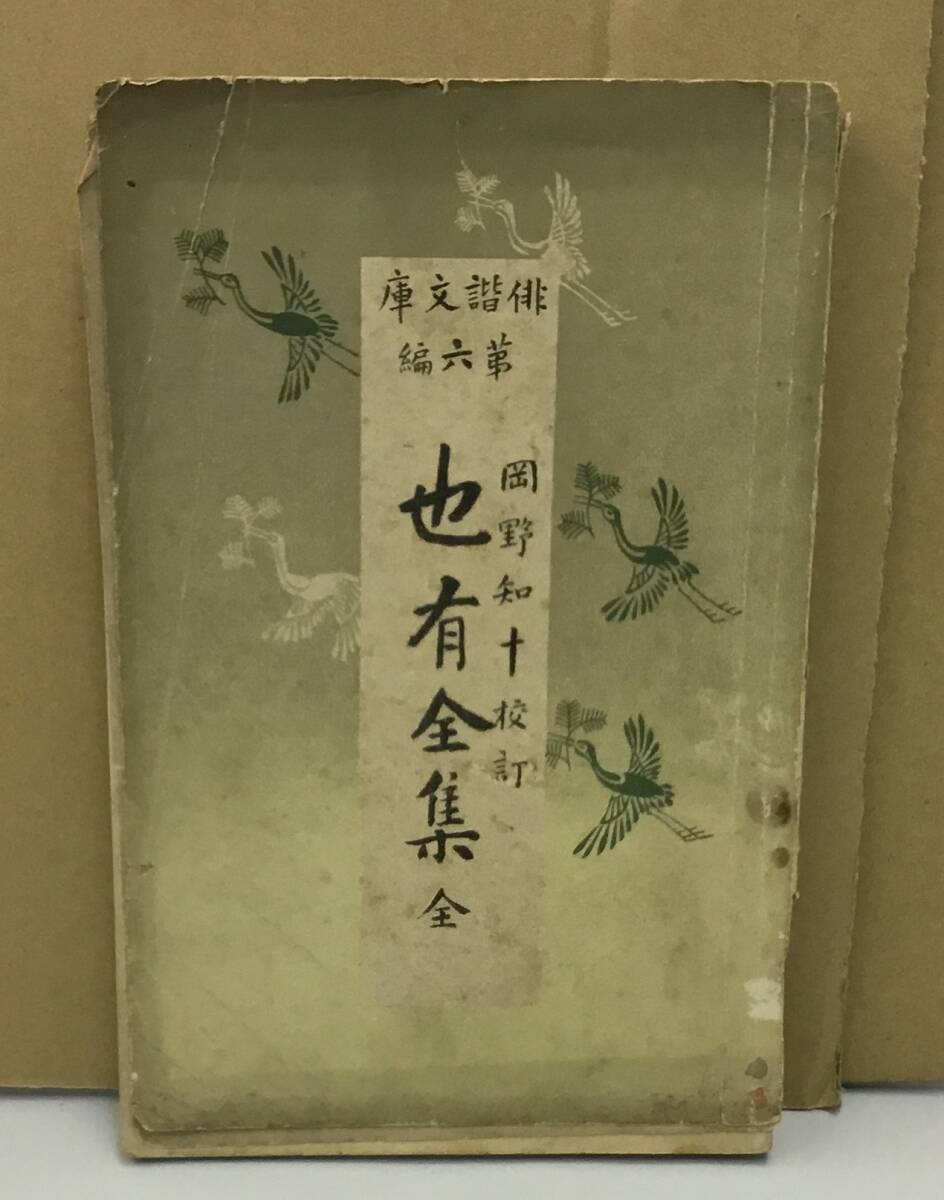 俳諧文庫
第六編
岡野知十校訂
也有全集 全